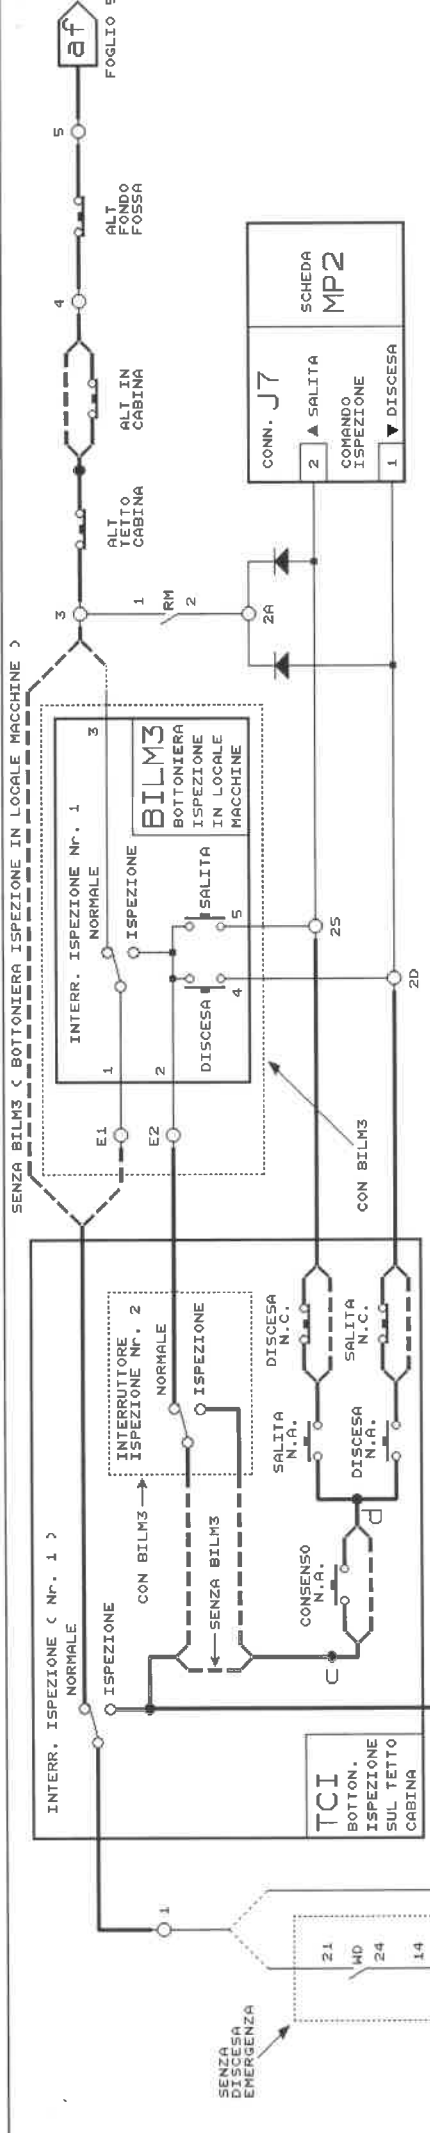 SENZA
DISCESA
EMERGENZA
21
WD
24
14
1
TCI
BOTTON.
ISPEZIONE
SUL TETTO
CABINA
INTERR. ISPEZIONE ( Nr. 1 )
NORMALE
ISPEZIONE
CON BILM3
SENZA BILM3
INTERRUTTORE
ISPEZIONE Nr. 2
NORMALE
ISPEZIONE
C
CONSENSO
N.A.
d
SALITA
N.A.
DISCESA
N.C.
DISCESA
N.A.
SALITA
N.C.
CON BILM3
SENZA BILM3 ( BOTTONIERA ISPEZIONE IN LOCALE MACCHINE )
E1
E2
1
2
INTERR. ISPEZIONE Nr. 1
NORMALE
ISPEZIONE
3
DISCESA
SALITA
4
5
BILM3
BOTTONIERA
ISPEZIONE
IN LOCALE
MACCHINE
2S
2D
3
1
RM
2
2A
ALT
TETTO
CABINA
ALT IN
CABINA
4
ALT
FONDO
FOSSA
5
af
FOGLIO
CONN. J7
2 ▲ SALITA
COMANDO
ISPEZIONE
1 ▼ DISCESA
SCHEDA
MP2